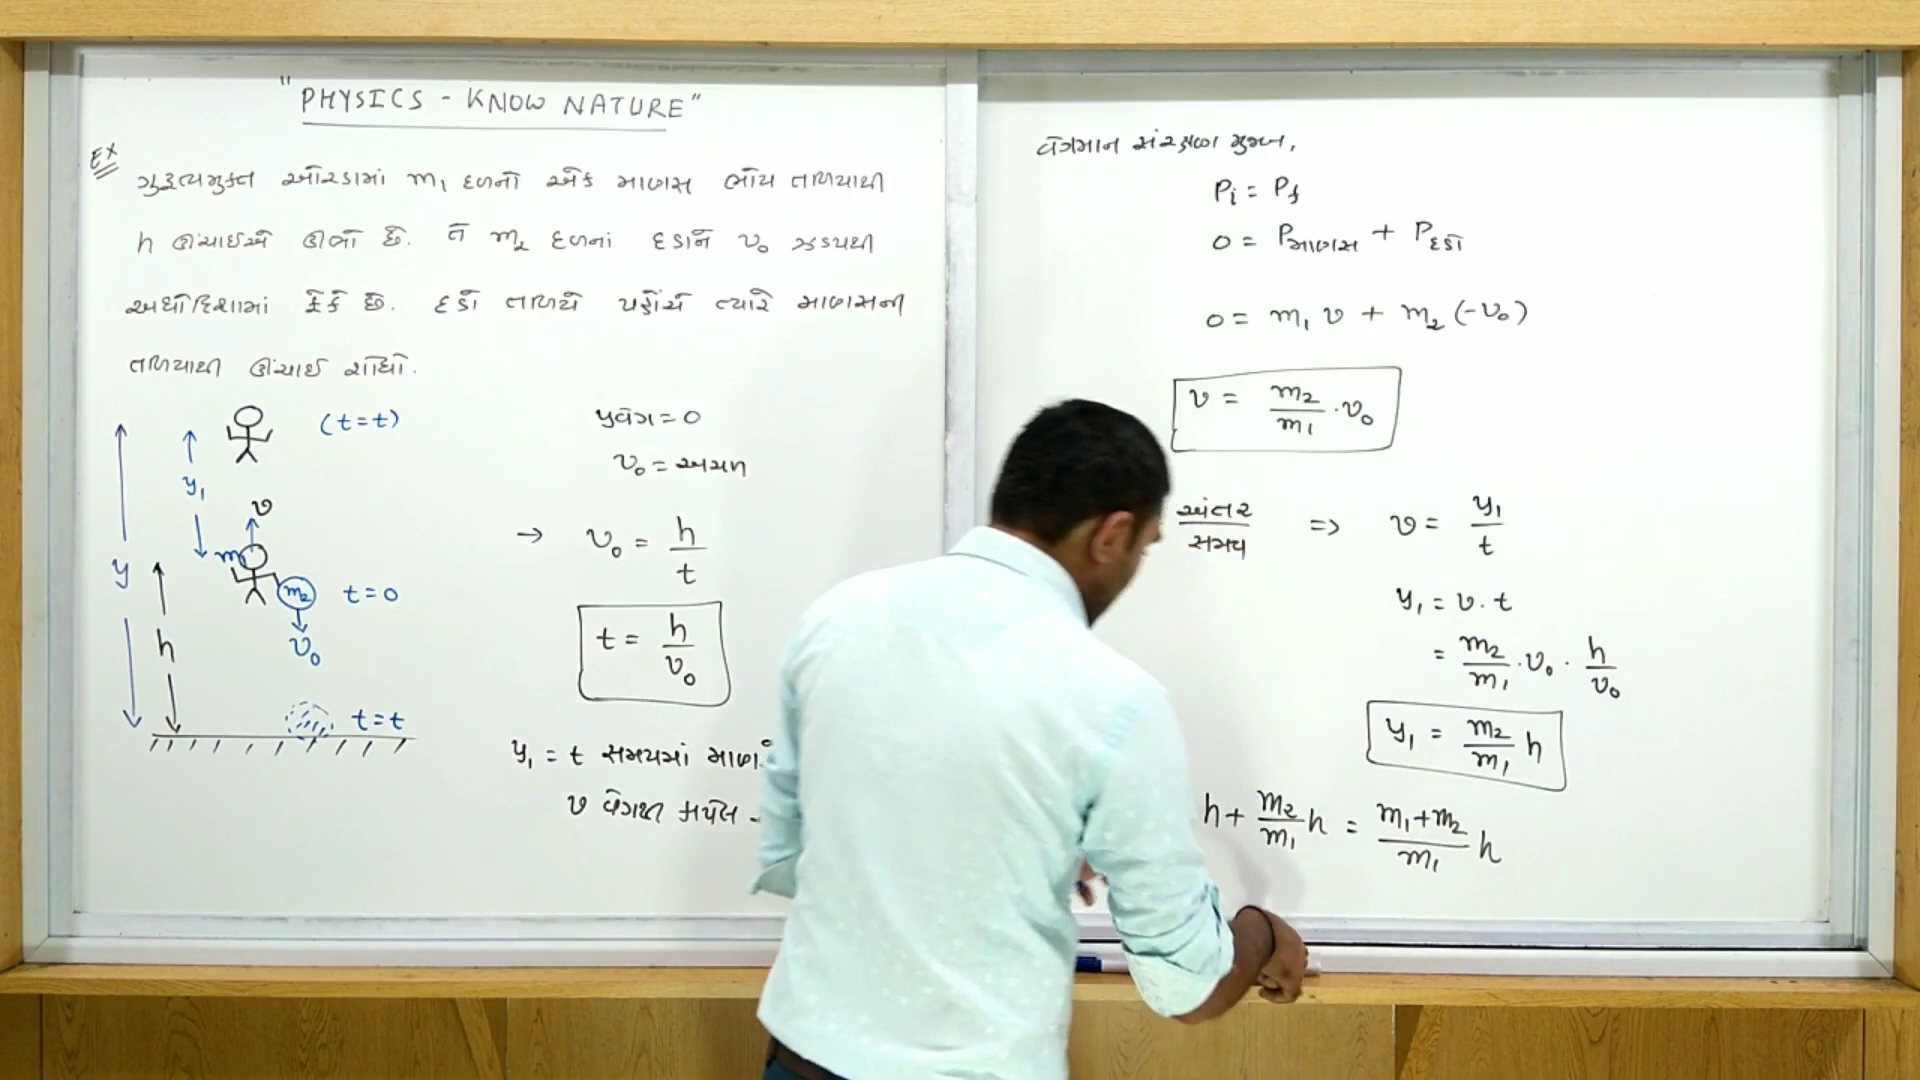 "PHYSICS - KNOW NATURE"
Ex
ગુરૂત્વમુક્ત ઓરડામાં m₁ દળનો એક માણસ ભોંય તળિયાથી
h ઊંચાઈએ ઊભો છે. તે m₂ દળનાં દડાને v₀ ઝડપથી
અધોદિશામાં ફેંકે છે. દડો તળિયે પહોંચે ત્યારે માણસની
તળિયાથી ઊંચાઈ શોધો.
(t=t)
y₁
v
m₁
m₂
t=0
v₀
y
h
t=t
પ્રવેગ = 0
v₀ = અચળ
→ v₀ = h/t
t = h/v₀
y₁ = t સમયમાં
v વેગથી કાપેલ
વેગમાન સંરક્ષણ મુજબ,
Pi = Pf
0 = Pમાણસ + Pદડો
0 = m₁ v + m₂ (-v₀)
v = m₂/m₁ · v₀
અંતર/સમય ⇒ v = y₁/t
y₁ = v · t
= m₂/m₁ · v₀ · h/v₀
y₁ = m₂/m₁ h
h + m₂/m₁ h = m₁+m₂/m₁ h